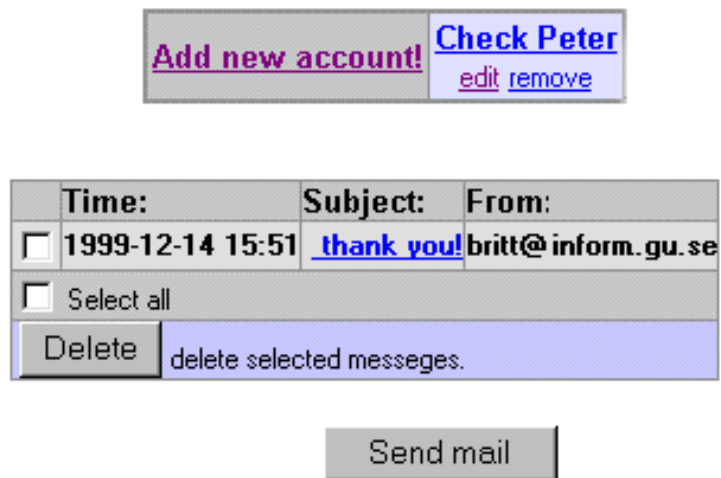 Add new account! Check Peter
edit remove
Time: Subject: From:
1999-12-14 15:51 thank you! britt@inform.gu.se
Select all
Delete delete selected messeges.
Send mail